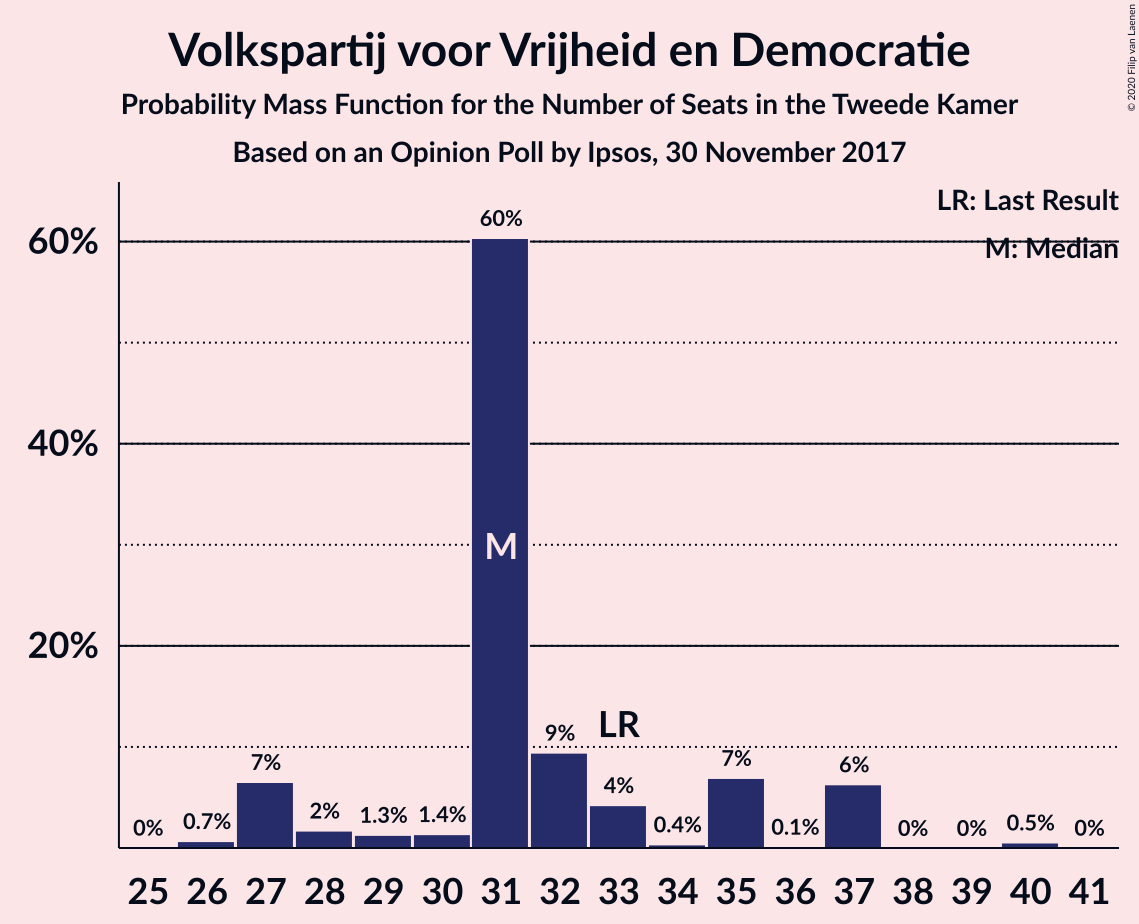 Volkspartij voor Vrijheid en Democratie
Probability Mass Function for the Number of Seats in the Tweede Kamer
Based on an Opinion Poll by Ipsos, 30 November 2017
© 2020 Filip van Laenen
LR: Last Result
M: Median
60%
40%
20%
0% 0.7% 7% 2% 1.3% 1.4% 60% 9% 4% 0.4% 7% 0.1% 6% 0% 0% 0.5% 0%
M
LR
25 26 27 28 29 30 31 32 33 34 35 36 37 38 39 40 41